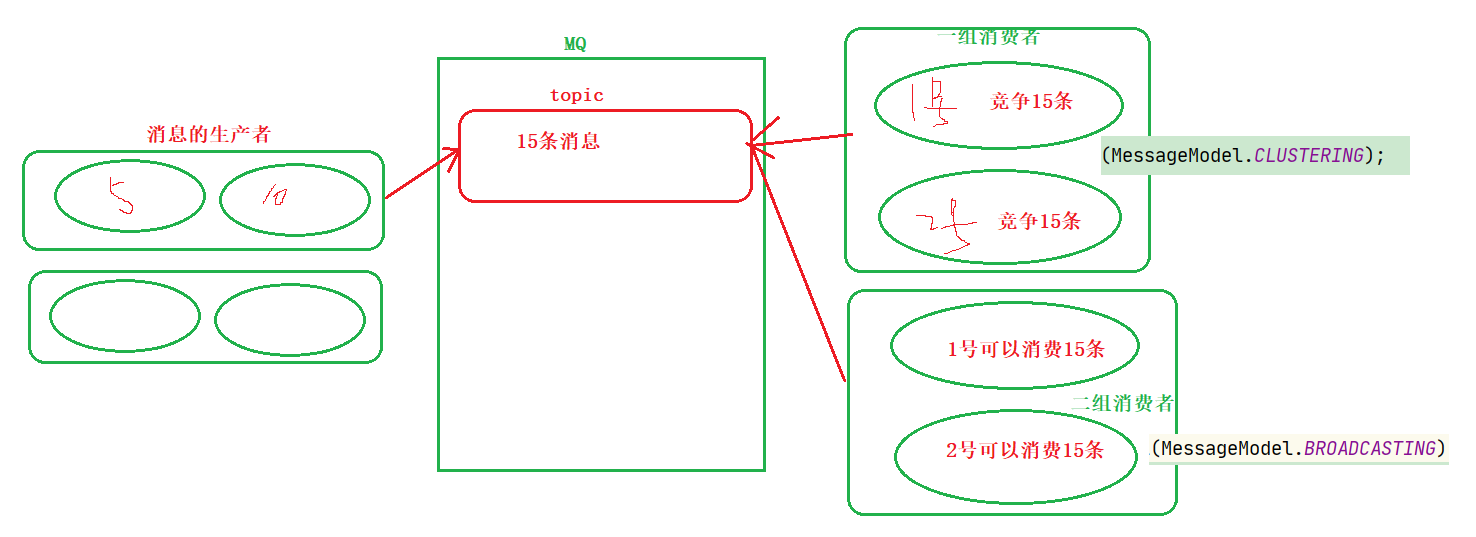 消息的生产者
5
10
MQ
topic
15条消息
一组消费者
1号
竞争15条
2号
竞争15条
(MessageModel.CLUSTERING);
1号可以消费15条
二组消费者
2号可以消费15条
(MessageModel.BROADCASTING)